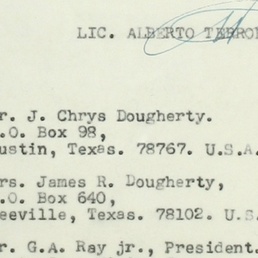 LIC. ALBERTO TERRO
r. J. Chrys Dougherty.
.O. Box 98,
ustin, Texas. 78767. U.S.A
rs. James R. Dougherty,
.O. Box 640,
eeville, Texas. 78102. U.S.
r. G.A. Ray jr., President.